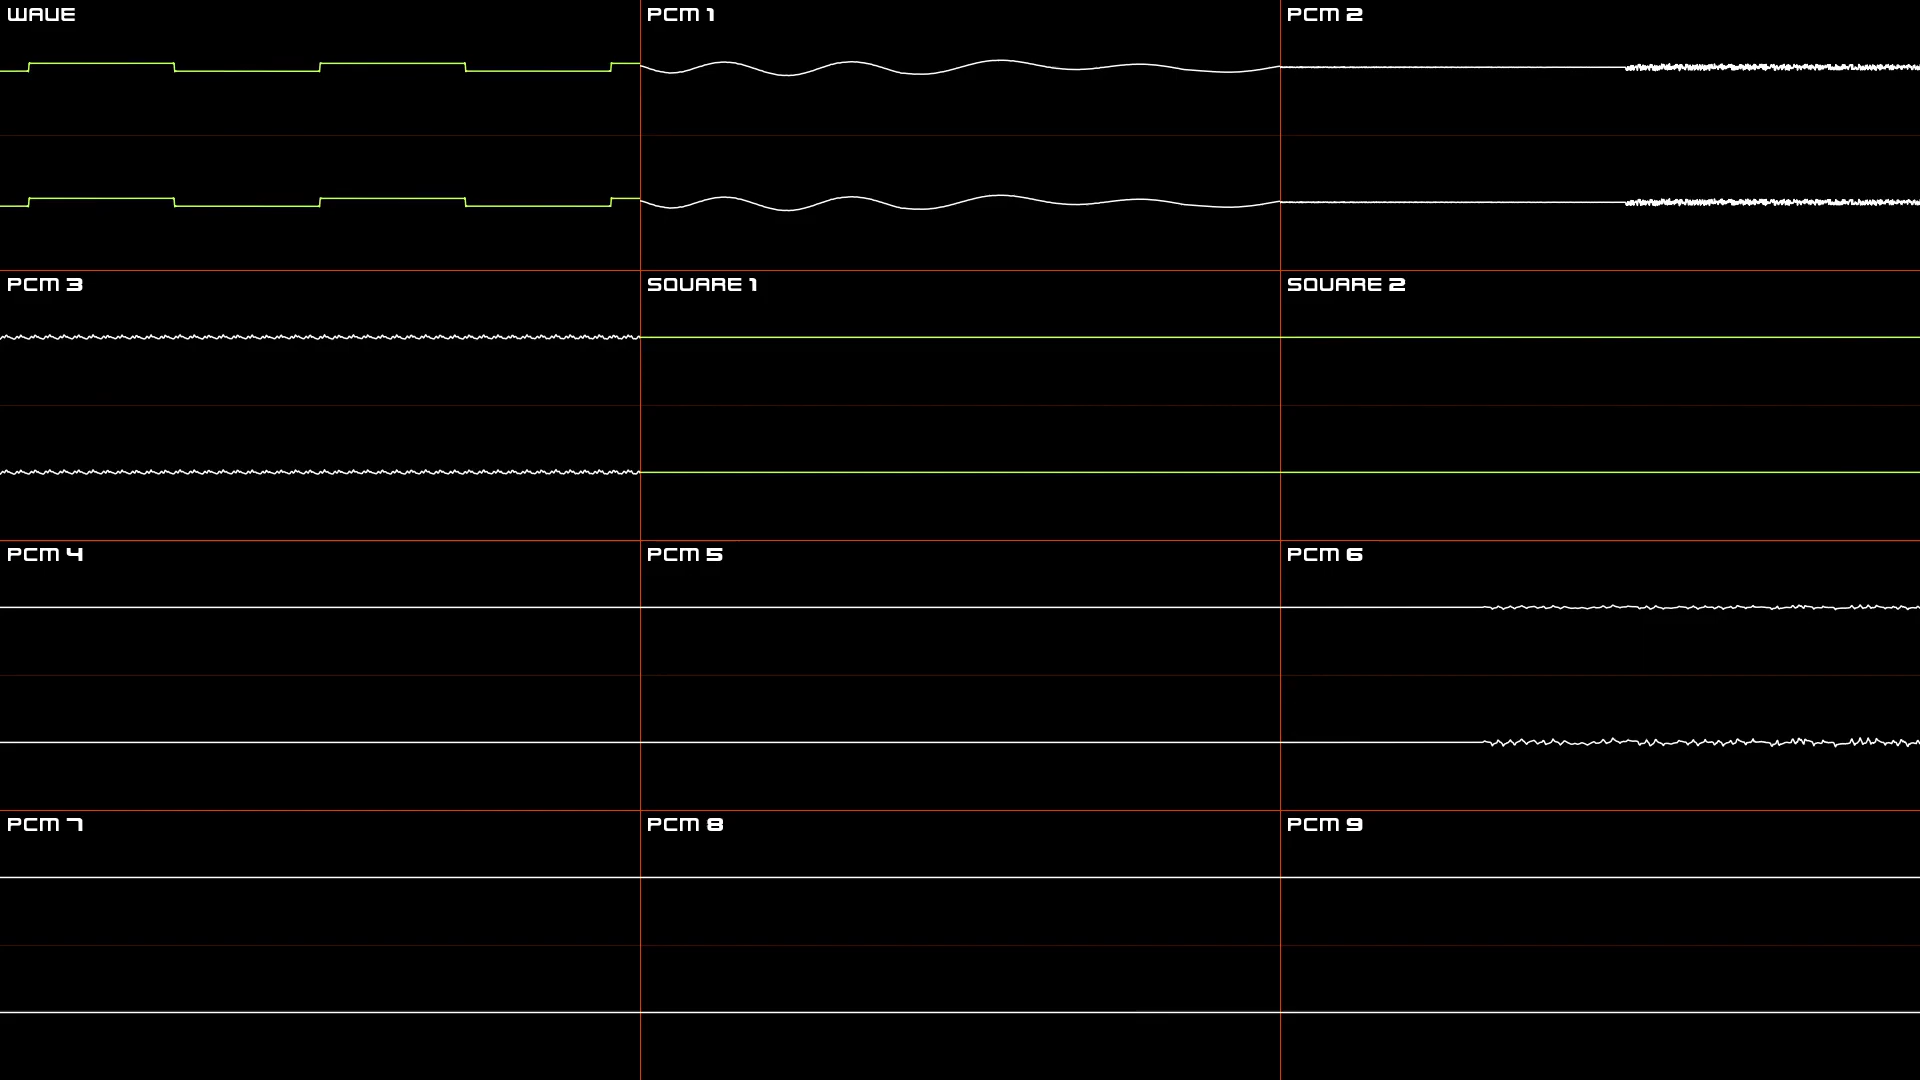 WAVE
PCM 1
PCM 2
PCM 3
SQUARE 1
SQUARE 2
PCM 4
PCM 5
PCM 6
PCM 7
PCM 8
PCM 9